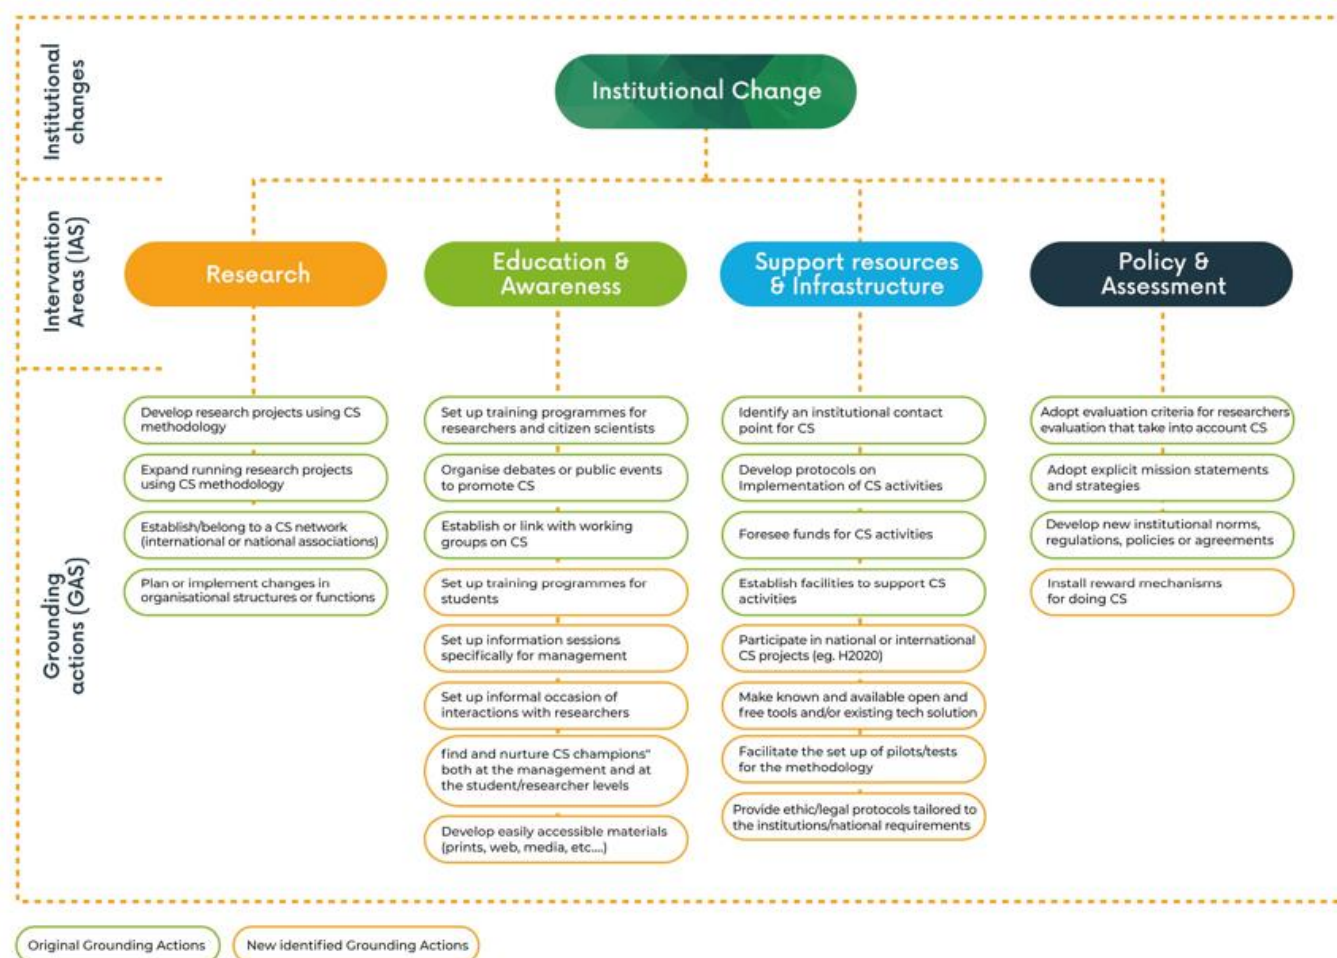 Institutional
changes
Institutional Change
Intervantion
Areas (IAS)
Research
Education &
Awareness
Support resources
& Infrastructure
Policy &
Assessment
Grounding
actions (GAS)
Develop research projects using CS
methodology
Expand running research projects
using CS methodology
Establish/belong to a CS network
(international or national associations)
Plan or implement changes in
organisational structures or functions
Set up training programmes for
researchers and citizen scientists
Organise debates or public events
to promote CS
Establish or link with working
groups on CS
Set up training programmes for
students
Set up information sessions
specifically for management
Set up informal occasion of
interactions with researchers
find and nurture CS champions"
both at the management and at
the student/researcher levels
Develop easily accessible materials
(prints, web, media, etc....)
Identify an institutional contact
point for CS
Develop protocols on
Implementation of CS activities
Foresee funds for CS activities
Establish facilities to support CS
activities
Participate in national or international
CS projects (eg. H2020)
Make known and available open and
free tools and/or existing tech solution
Facilitate the set up of pilots/tests
for the methodology
Provide ethic/legal protocols tailored to
the institutions/national requirements
Adopt evaluation criteria for researchers
evaluation that take into account CS
Adopt explicit mission statements
and strategies
Develop new institutional norms,
regulations, policies or agreements
Install reward mechanisms
for doing CS
Original Grounding Actions
New identified Grounding Actions